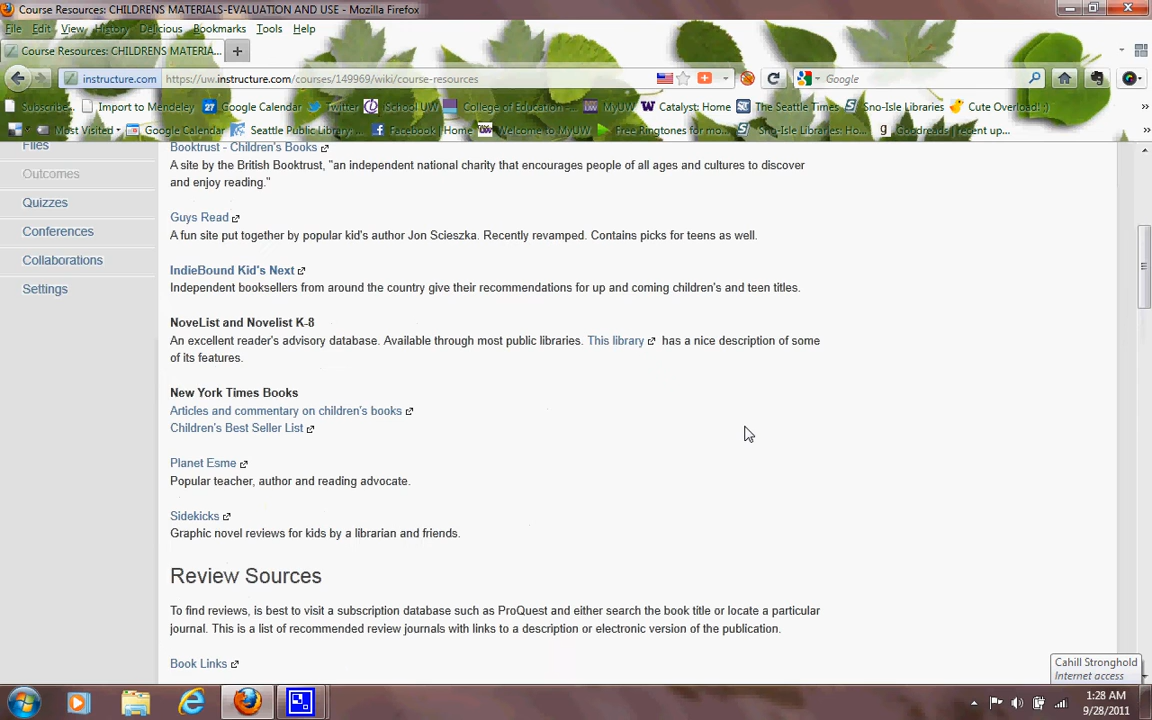 Course Resources: CHILDRENS MATERIALS-EVALUATION AND USE - Mozilla Firefox
File Edit View History Delicious Bookmarks Tools Help
Course Resources: CHILDRENS MATERIA...
instructure.com https://uw.instructure.com/courses/149969/wiki/course-resources Google
Subscribe... Import to Mendeley 27 Google Calendar Twitter iSchool UW College of Education - ... MyUW Catalyst: Home The Seattle Times Sno-Isle Libraries Cute Overload! :)
Most Visited Google Calendar Seattle Public Library ... Facebook | Home Welcome to MyUW Free Ringtones for mo... Sno-Isle Libraries: Ho... Goodreads | recent up...
Files
Outcomes
Quizzes
Conferences
Collaborations
Settings
Booktrust - Children's Books
A site by the British Booktrust, "an independent national charity that encourages people of all ages and cultures to discover
and enjoy reading."
Guys Read
A fun site put together by popular kid's author Jon Scieszka. Recently revamped. Contains picks for teens as well.
IndieBound Kid's Next
Independent booksellers from around the country give their recommendations for up and coming children's and teen titles.
NoveList and Novelist K-8
An excellent reader's advisory database. Available through most public libraries. This library has a nice description of some
of its features.
New York Times Books
Articles and commentary on children's books
Children's Best Seller List
Planet Esme
Popular teacher, author and reading advocate.
Sidekicks
Graphic novel reviews for kids by a librarian and friends.
Review Sources
To find reviews, is best to visit a subscription database such as ProQuest and either search the book title or locate a particular
journal. This is a list of recommended review journals with links to a description or electronic version of the publication.
Book Links
Cahill Stronghold
Internet access
1:28 AM
9/28/2011